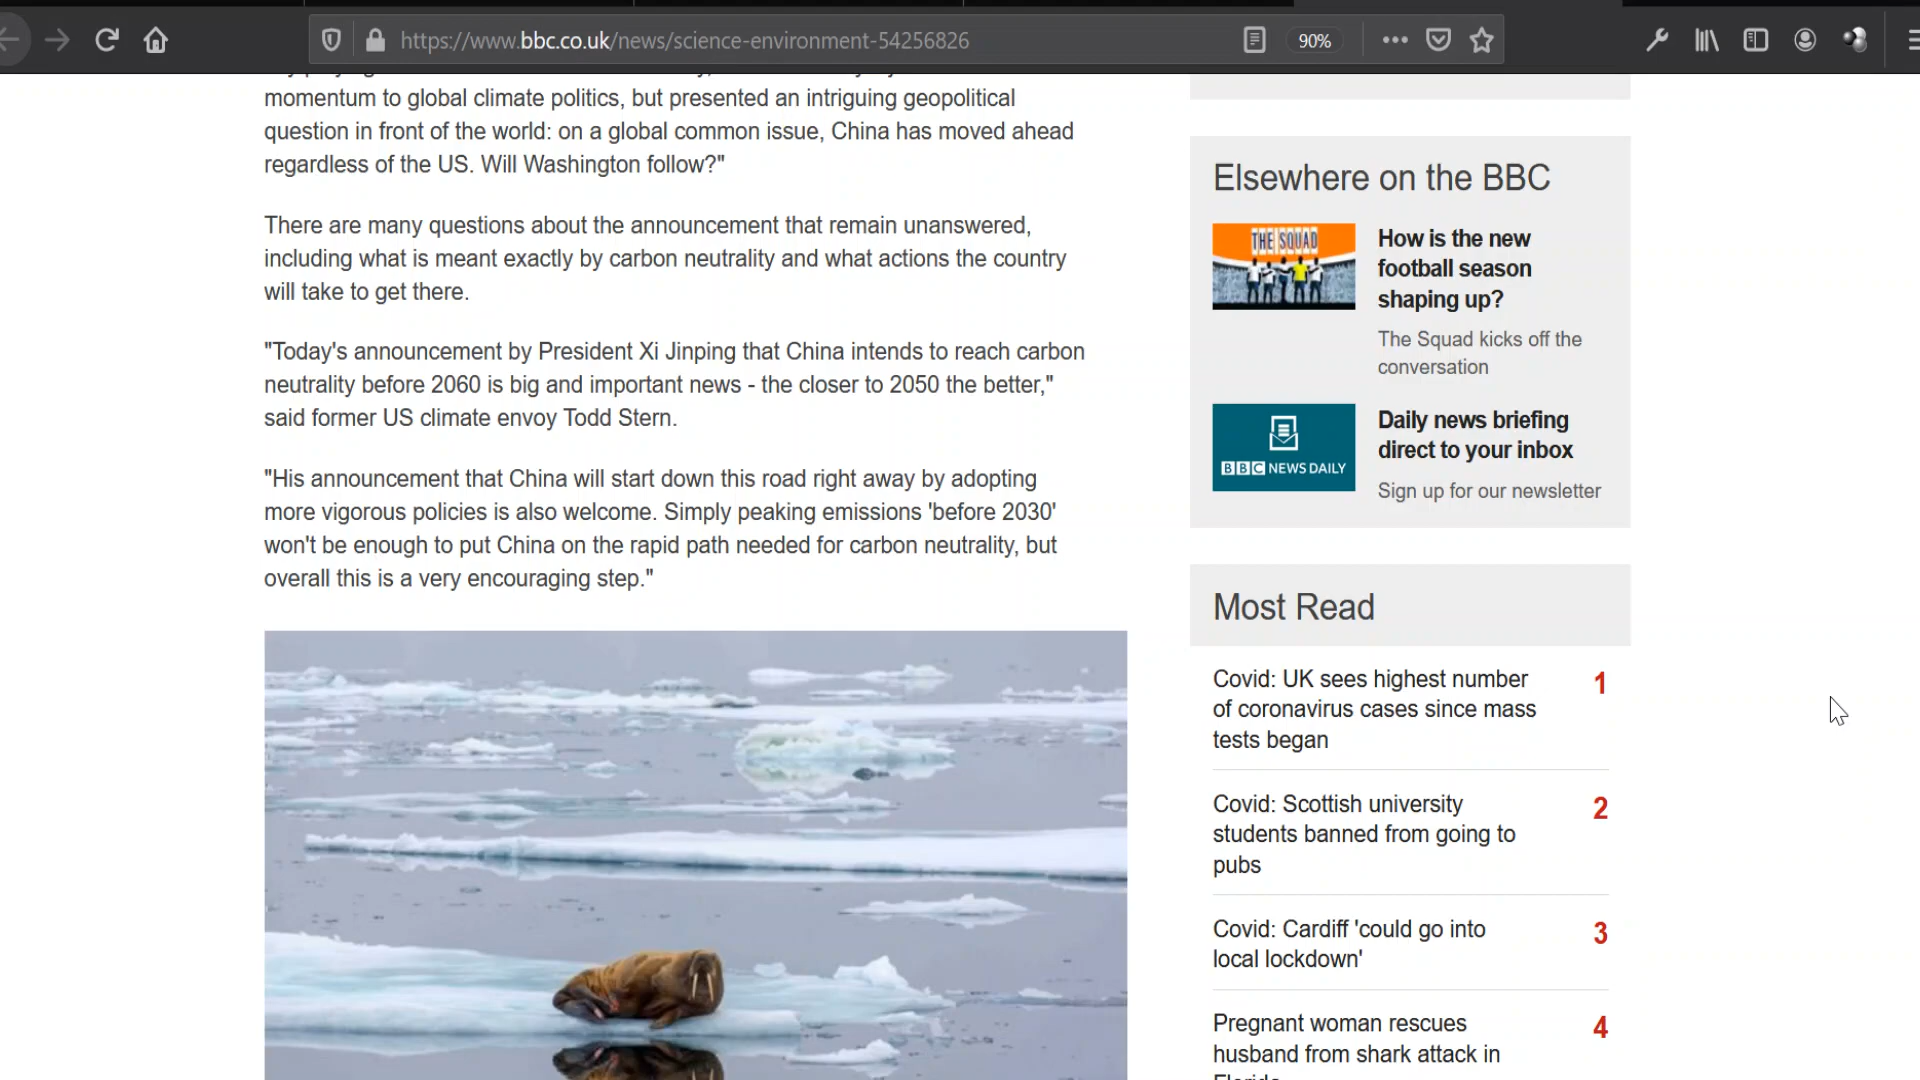 https://www.bbc.co.uk/news/science-environment-54256826
90%
momentum to global climate politics, but presented an intriguing geopolitical
question in front of the world: on a global common issue, China has moved ahead
regardless of the US. Will Washington follow?"
There are many questions about the announcement that remain unanswered,
including what is meant exactly by carbon neutrality and what actions the country
will take to get there.
"Today's announcement by President Xi Jinping that China intends to reach carbon
neutrality before 2060 is big and important news - the closer to 2050 the better,"
said former US climate envoy Todd Stern.
"His announcement that China will start down this road right away by adopting
more vigorous policies is also welcome. Simply peaking emissions 'before 2030'
won't be enough to put China on the rapid path needed for carbon neutrality, but
overall this is a very encouraging step."
Elsewhere on the BBC
THE SQUAD
How is the new
football season
shaping up?
The Squad kicks off the
conversation
BBC NEWS DAILY
Daily news briefing
direct to your inbox
Sign up for our newsletter
Most Read
Covid: UK sees highest number
of coronavirus cases since mass
tests began
1
Covid: Scottish university
students banned from going to
pubs
2
Covid: Cardiff 'could go into
local lockdown'
3
Pregnant woman rescues
husband from shark attack in
4